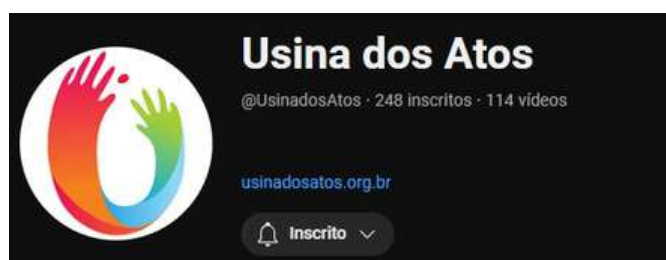 Usina dos Atos
@UsinadosAtos · 248 inscritos · 114 vídeos
usinadosatos.org.br
Inscrito